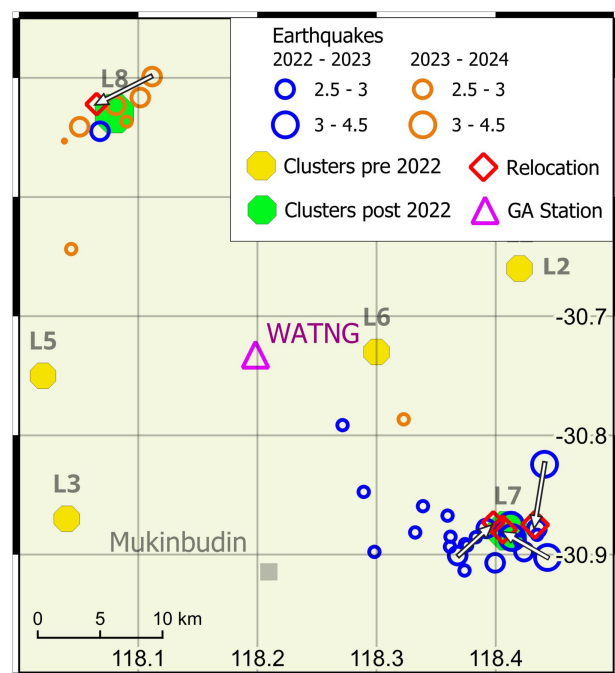 Earthquakes
2022 - 2023 2023 - 2024
2.5 - 3 2.5 - 3
3 - 4.5 3 - 4.5
Clusters pre 2022 Relocation
Clusters post 2022 GA Station
L8
L2
-30.7
L6
WATNG
L5
-30.8
L3
L7
Mukinbudin
-30.9
0 5 10 km
118.1 118.2 118.3 118.4